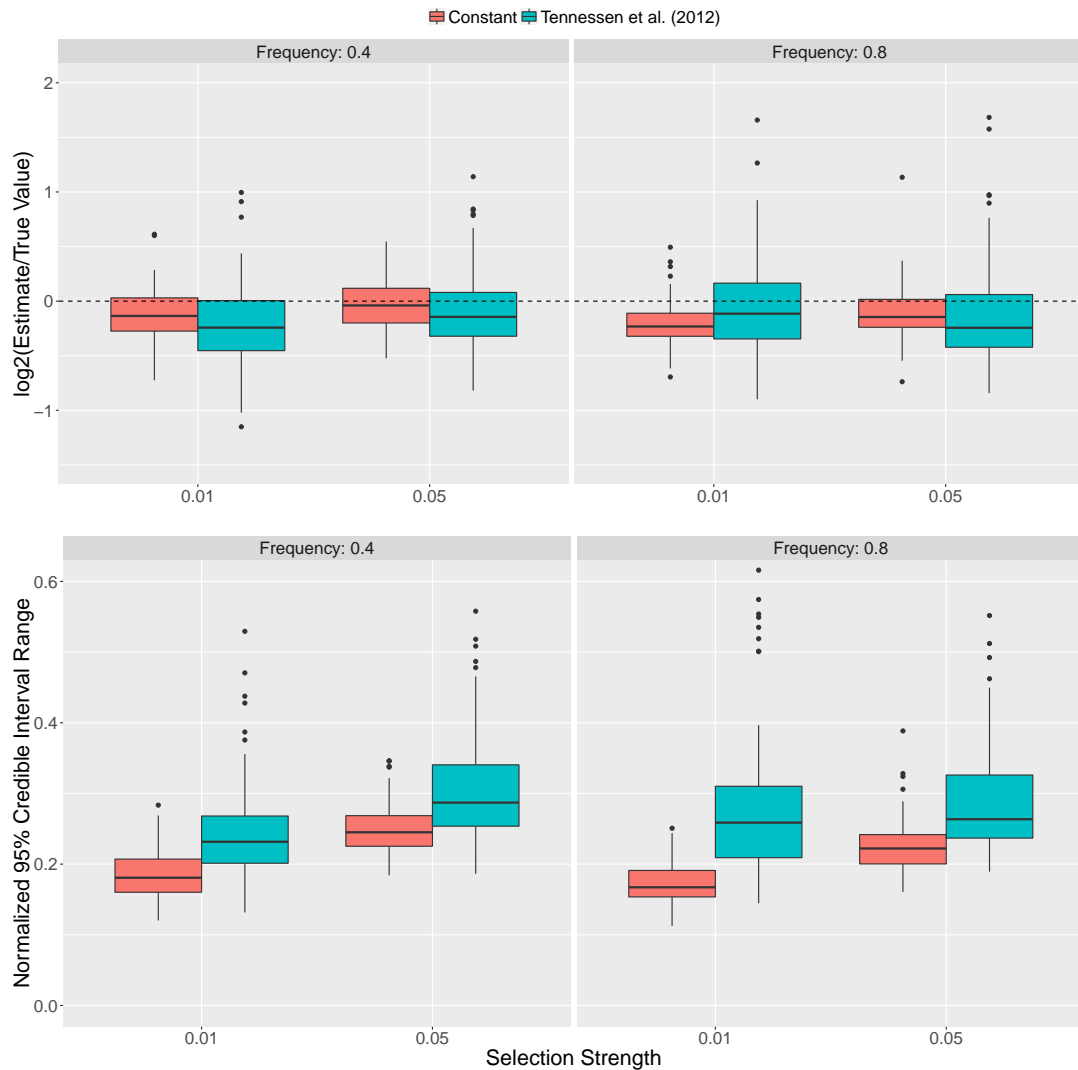 Constant Tennessen et al. (2012)
Frequency: 0.4 Frequency: 0.8
log2(Estimate/True Value)
2
1
0
−1
0.01 0.05 0.01 0.05
Frequency: 0.4 Frequency: 0.8
Normalized 95% Credible Interval Range
0.6
0.4
0.2
0.0
0.01 0.05 0.01 0.05
Selection Strength